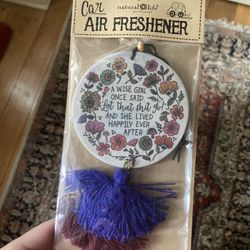 Car
natural life
AIR FRESHENER
A WISE GIRL
ONCE SAID
Let that shit go!
AND SHE LIVED
HAPPILY EVER
AFTER